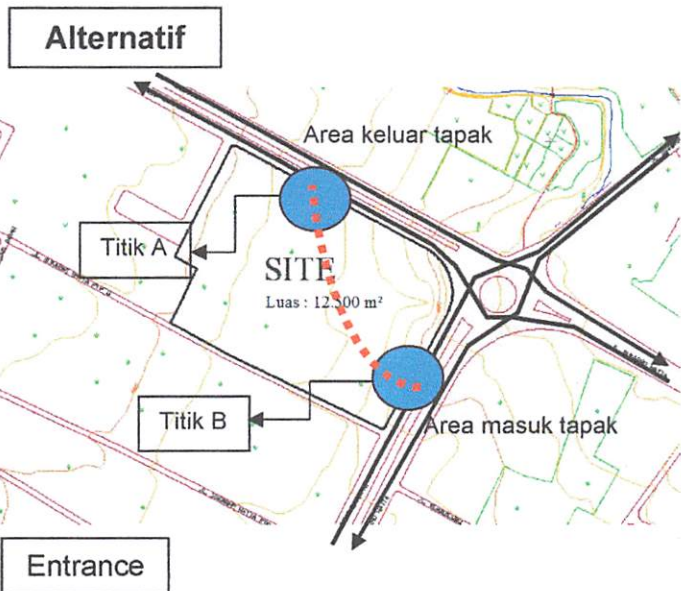 Alternatif
Area keluar tapak
Titik A
SITE
Luas : 12.500 m²
Titik B
Area masuk tapak
Entrance